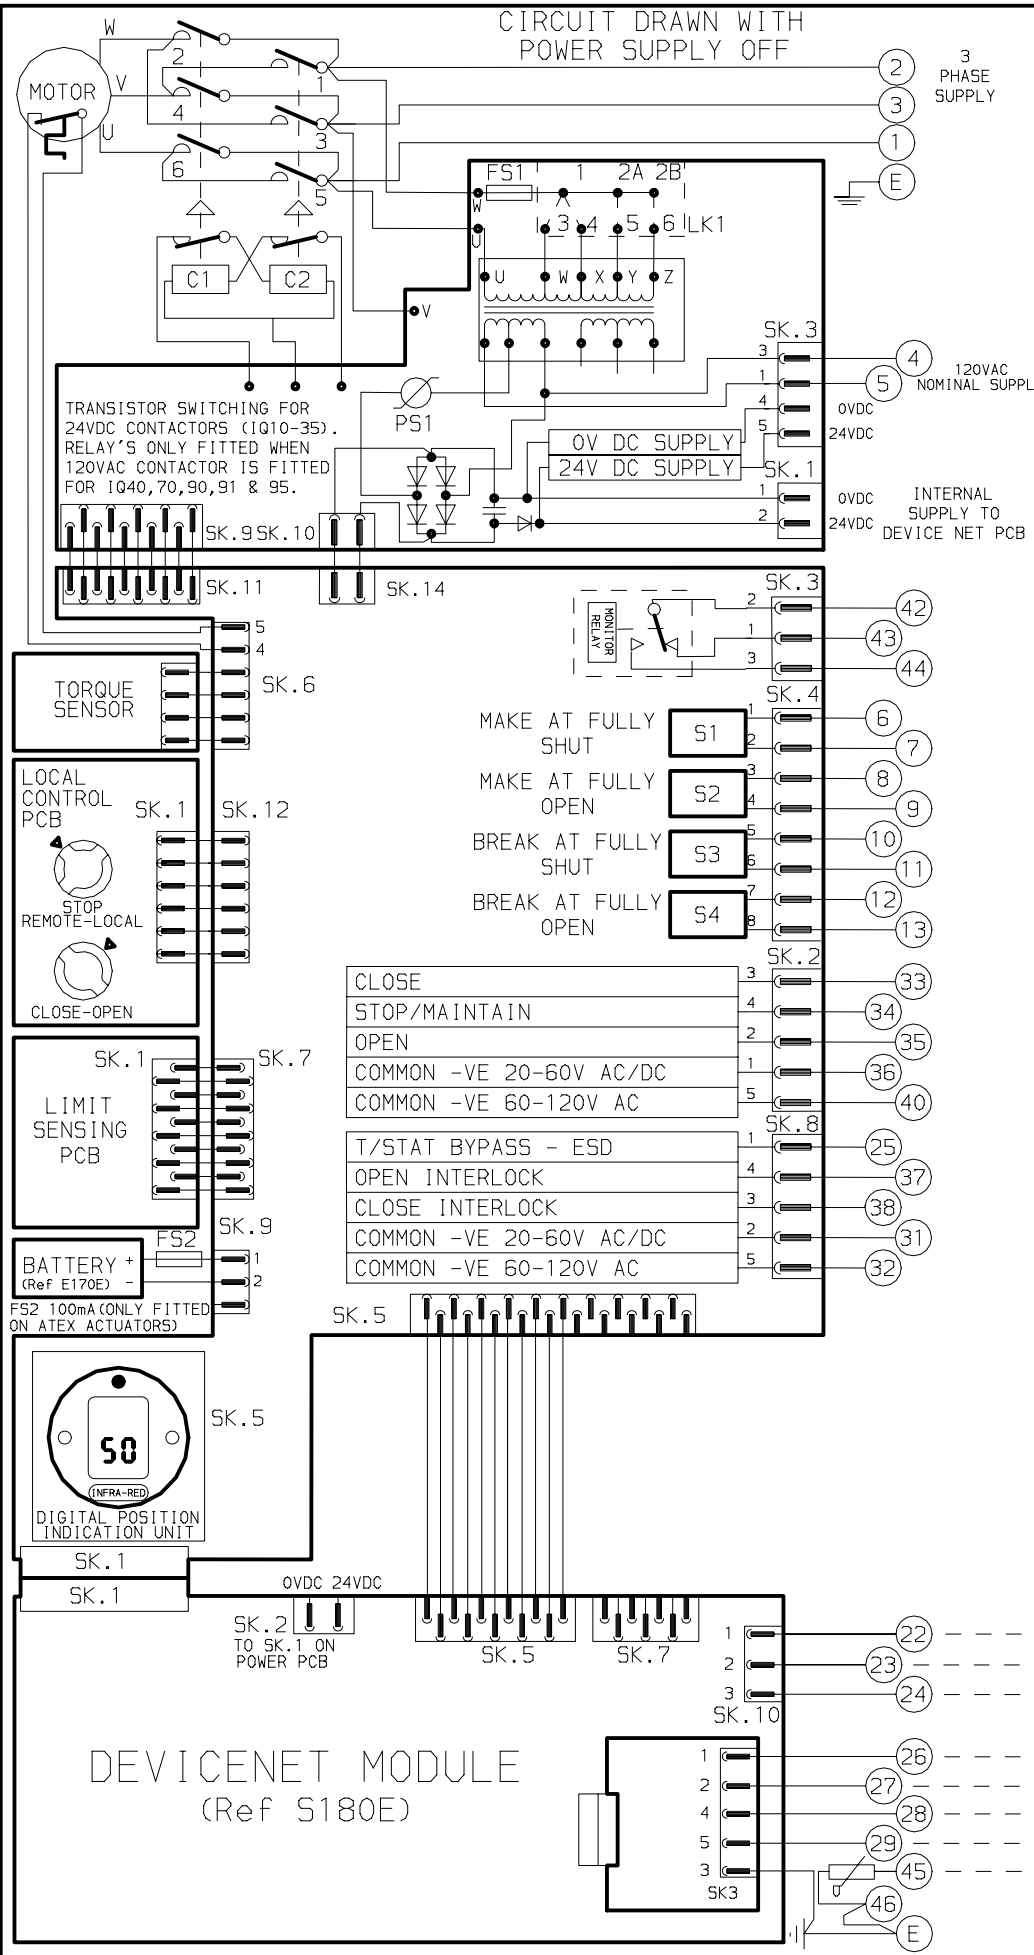 CIRCUIT DRAWN WITH
POWER SUPPLY OFF
W
V
U
MOTOR
2
4
6
1
3
5
2
3
1
E
3
PHASE
SUPPLY
C1
C2
FS1
1
2A
2B
W
U
3
4
5
6
LK1
U
W
X
Y
Z
V
PS1
TRANSISTOR SWITCHING FOR
24VDC CONTACTORS (IQ10-35).
RELAY'S ONLY FITTED WHEN
120VAC CONTACTOR IS FITTED
FOR IQ40,70,90,91 & 95.
SK.3
3
4
1
5
120VAC
NOMINAL SUPPL
4
0VDC
5
24VDC
0V DC SUPPLY
24V DC SUPPLY
SK.1
1
0VDC
2
24VDC
INTERNAL
SUPPLY TO
DEVICE NET PCB
SK.9
SK.10
SK.11
SK.14
SK.3
MONITOR
RELAY
2
42
1
43
3
44
5
4
SK.6
TORQUE
SENSOR
SK.4
MAKE AT FULLY
SHUT
S1
1
6
2
7
MAKE AT FULLY
OPEN
S2
3
8
4
9
BREAK AT FULLY
SHUT
S3
5
10
6
11
BREAK AT FULLY
OPEN
S4
7
12
8
13
LOCAL
CONTROL
PCB
SK.1
SK.12
STOP
REMOTE-LOCAL
CLOSE-OPEN
SK.2
CLOSE
3
33
STOP/MAINTAIN
4
34
OPEN
2
35
COMMON -VE 20-60V AC/DC
1
36
COMMON -VE 60-120V AC
5
40
SK.8
T/STAT BYPASS - ESD
1
25
OPEN INTERLOCK
4
37
CLOSE INTERLOCK
3
38
COMMON -VE 20-60V AC/DC
2
31
COMMON -VE 60-120V AC
5
32
SK.1
SK.7
LIMIT
SENSING
PCB
SK.9
FS2
BATTERY +
(Ref E170E) -
1
2
FS2 100mA(ONLY FITTED
ON ATEX ACTUATORS)
SK.5
50
INFRA-RED
DIGITAL POSITION
INDICATION UNIT
SK.5
SK.1
SK.1
0VDC 24VDC
SK.2
TO SK.1 ON
POWER PCB
SK.5
SK.7
1
22
2
23
3
24
SK.10
DEVICENET MODULE
(Ref S180E)
1
26
2
27
4
28
5
29
3
45
U
SK3
46
E